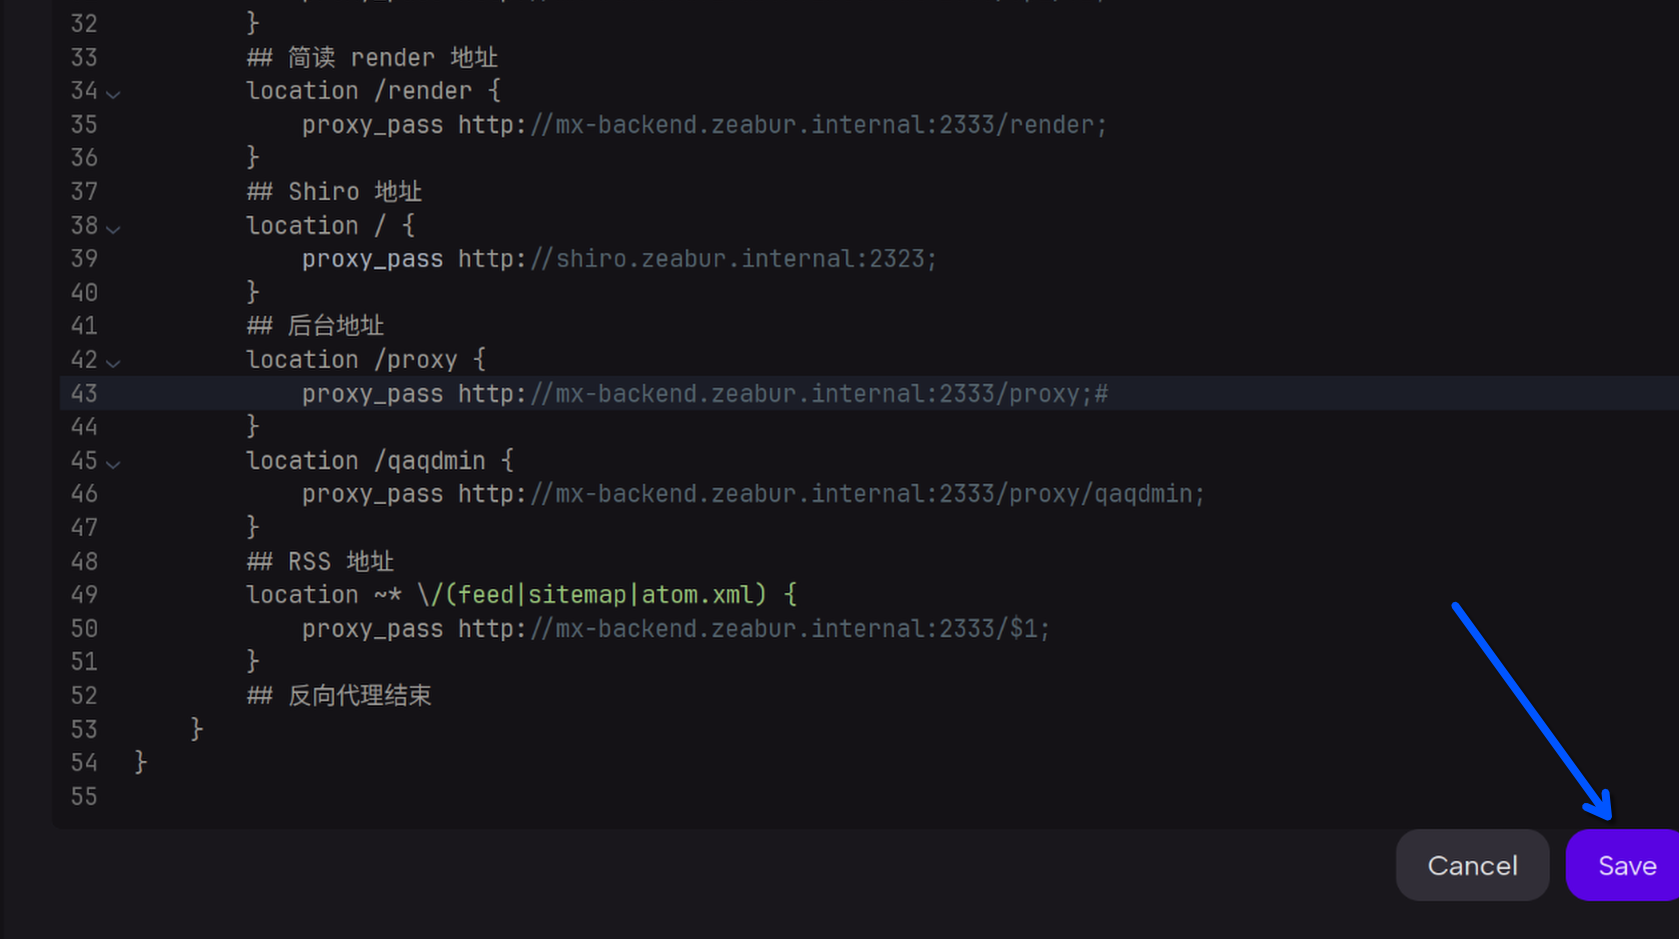 32 }
33 ## 简读 render 地址
34 location /render {
35 proxy_pass http://mx-backend.zeabur.internal:2333/render;
36 }
37 ## Shiro 地址
38 location / {
39 proxy_pass http://shiro.zeabur.internal:2323;
40 }
41 ## 后台地址
42 location /proxy {
43 proxy_pass http://mx-backend.zeabur.internal:2333/proxy;#
44 }
45 location /qaqdmin {
46 proxy_pass http://mx-backend.zeabur.internal:2333/proxy/qaqdmin;
47 }
48 ## RSS 地址
49 location ~* \/(feed|sitemap|atom.xml) {
50 proxy_pass http://mx-backend.zeabur.internal:2333/$1;
51 }
52 ## 反向代理结束
53 }
54 }
55
Cancel Save